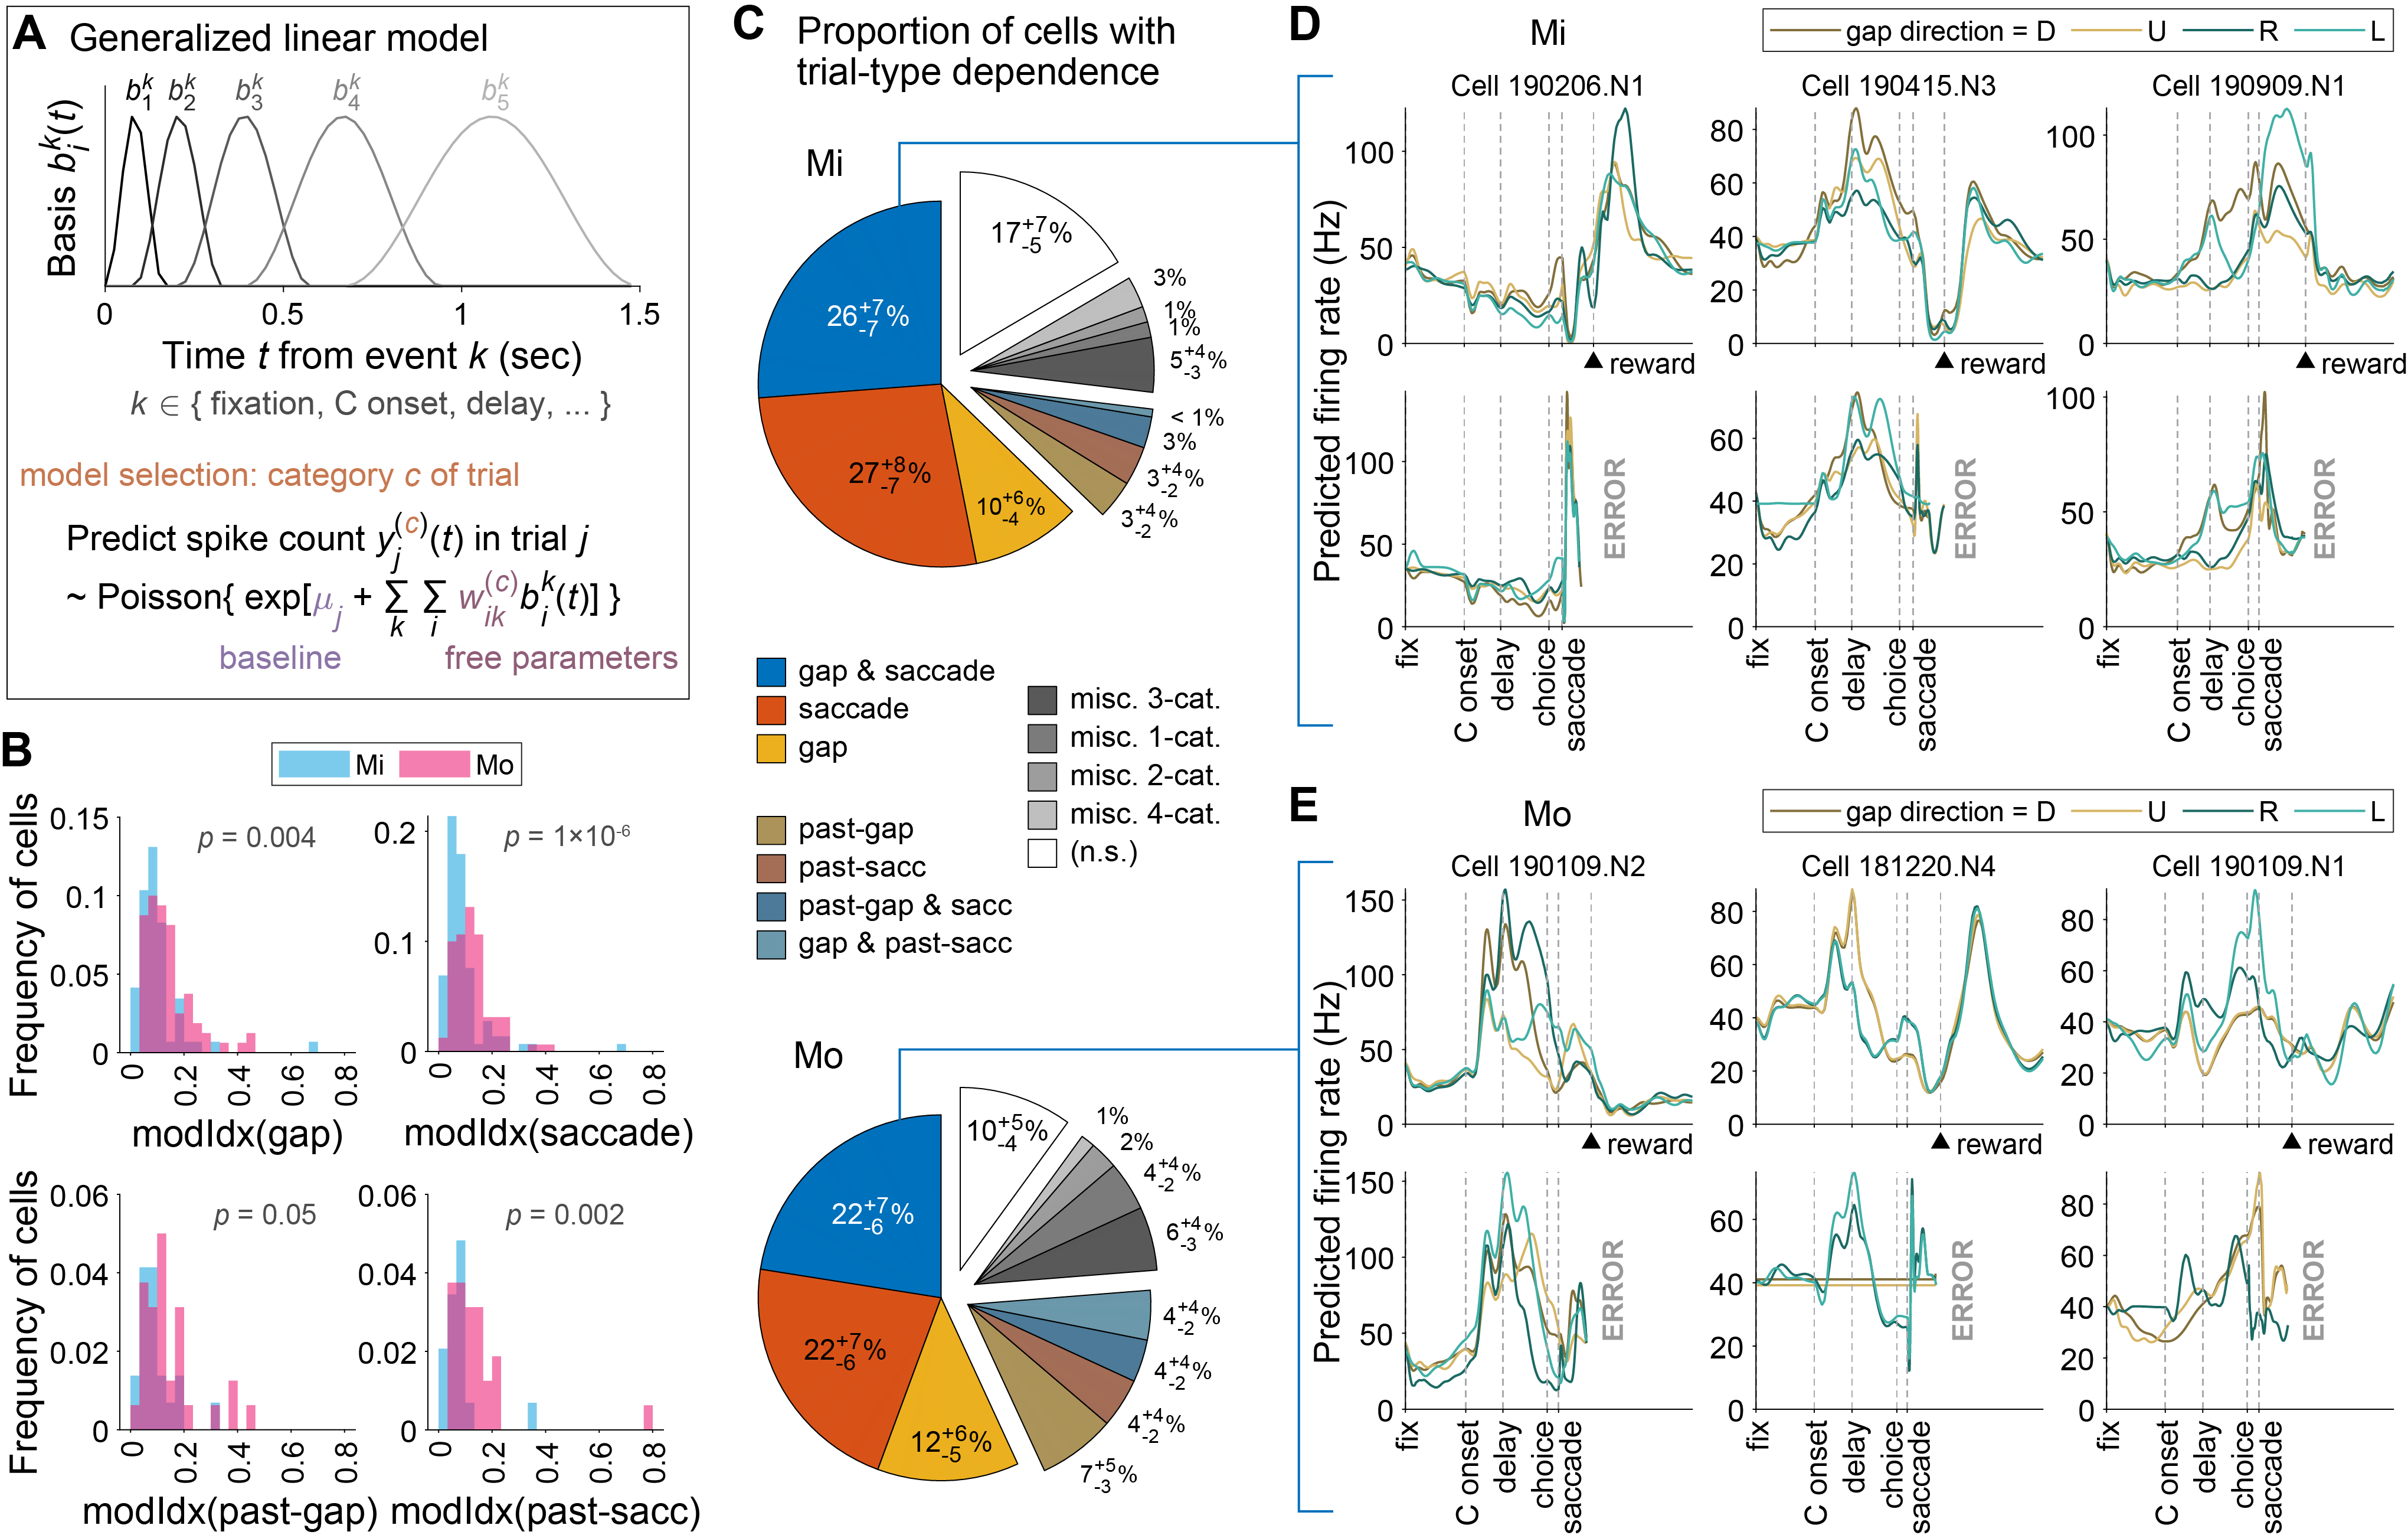 A Generalized linear model
b1^k b2^k b3^k b4^k b5^k
Basis bi^k(t)
0 0.5 1 1.5
Time t from event k (sec)
k ∈ { fixation, C onset, delay, ... }
model selection: category c of trial
Predict spike count yj^(c)(t) in trial j
~ Poisson{ exp[μj + Σk Σi wik^(c) bi^k(t)] }
baseline free parameters
B
Mi Mo
Frequency of cells
0.15
0.1
0.05
0
p = 0.004
0 0.2 0.4 0.6 0.8
modIdx(gap)
0.2
0.1
0
p = 1×10-6
0 0.2 0.4 0.6 0.8
modIdx(saccade)
Frequency of cells
0.06
0.04
0.02
0
p = 0.05
0 0.2 0.4 0.6 0.8
modIdx(past-gap)
0.06
0.04
0.02
0
p = 0.002
0 0.2 0.4 0.6 0.8
modIdx(past-sacc)
C Proportion of cells with
trial-type dependence
Mi
17+7-5%
3%
1%
1%
5+4-3%
< 1%
3%
3+4-2%
3+4-2%
10+6-4%
27+8-7%
26+7-7%
gap & saccade
saccade
gap
past-gap
past-sacc
past-gap & sacc
gap & past-sacc
misc. 3-cat.
misc. 1-cat.
misc. 2-cat.
misc. 4-cat.
(n.s.)
Mo
10+5-4%
1%
2%
4+4-2%
6+4-3%
4+4-2%
4+4-2%
4+4-2%
7+5-3%
12+6-5%
22+7-6%
22+7-6%
D Mi
gap direction = D U R L
Predicted firing rate (Hz)
Cell 190206.N1
100
50
0
reward
Cell 190415.N3
80
60
40
20
0
reward
Cell 190909.N1
100
50
0
reward
100
50
0
ERROR
fix C onset delay choice saccade
60
40
20
0
ERROR
fix C onset delay choice saccade
100
50
0
ERROR
fix C onset delay choice saccade
E Mo
gap direction = D U R L
Predicted firing rate (Hz)
Cell 190109.N2
150
100
50
0
reward
Cell 181220.N4
80
60
40
20
0
reward
Cell 190109.N1
80
60
40
20
0
reward
150
100
50
0
ERROR
fix C onset delay choice saccade
60
40
20
0
ERROR
fix C onset delay choice saccade
80
60
40
20
0
ERROR
fix C onset delay choice saccade